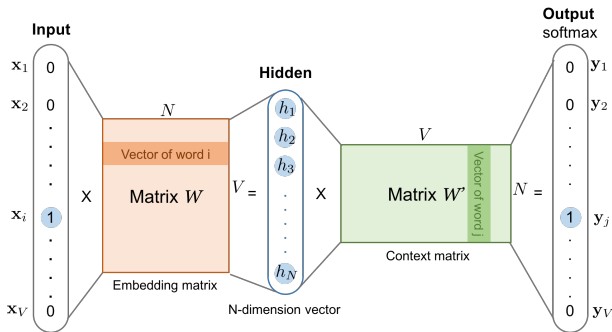 Input
x1 0
x2 0
xi 1
xV 0
X
N
Vector of word i
Matrix W
V =
Embedding matrix
Hidden
h1
h2
h3
hN
N-dimension vector
X
V
Matrix W'
Vector of word j
N =
Context matrix
Output
softmax
0 y1
0 y2
1 yj
0 yV